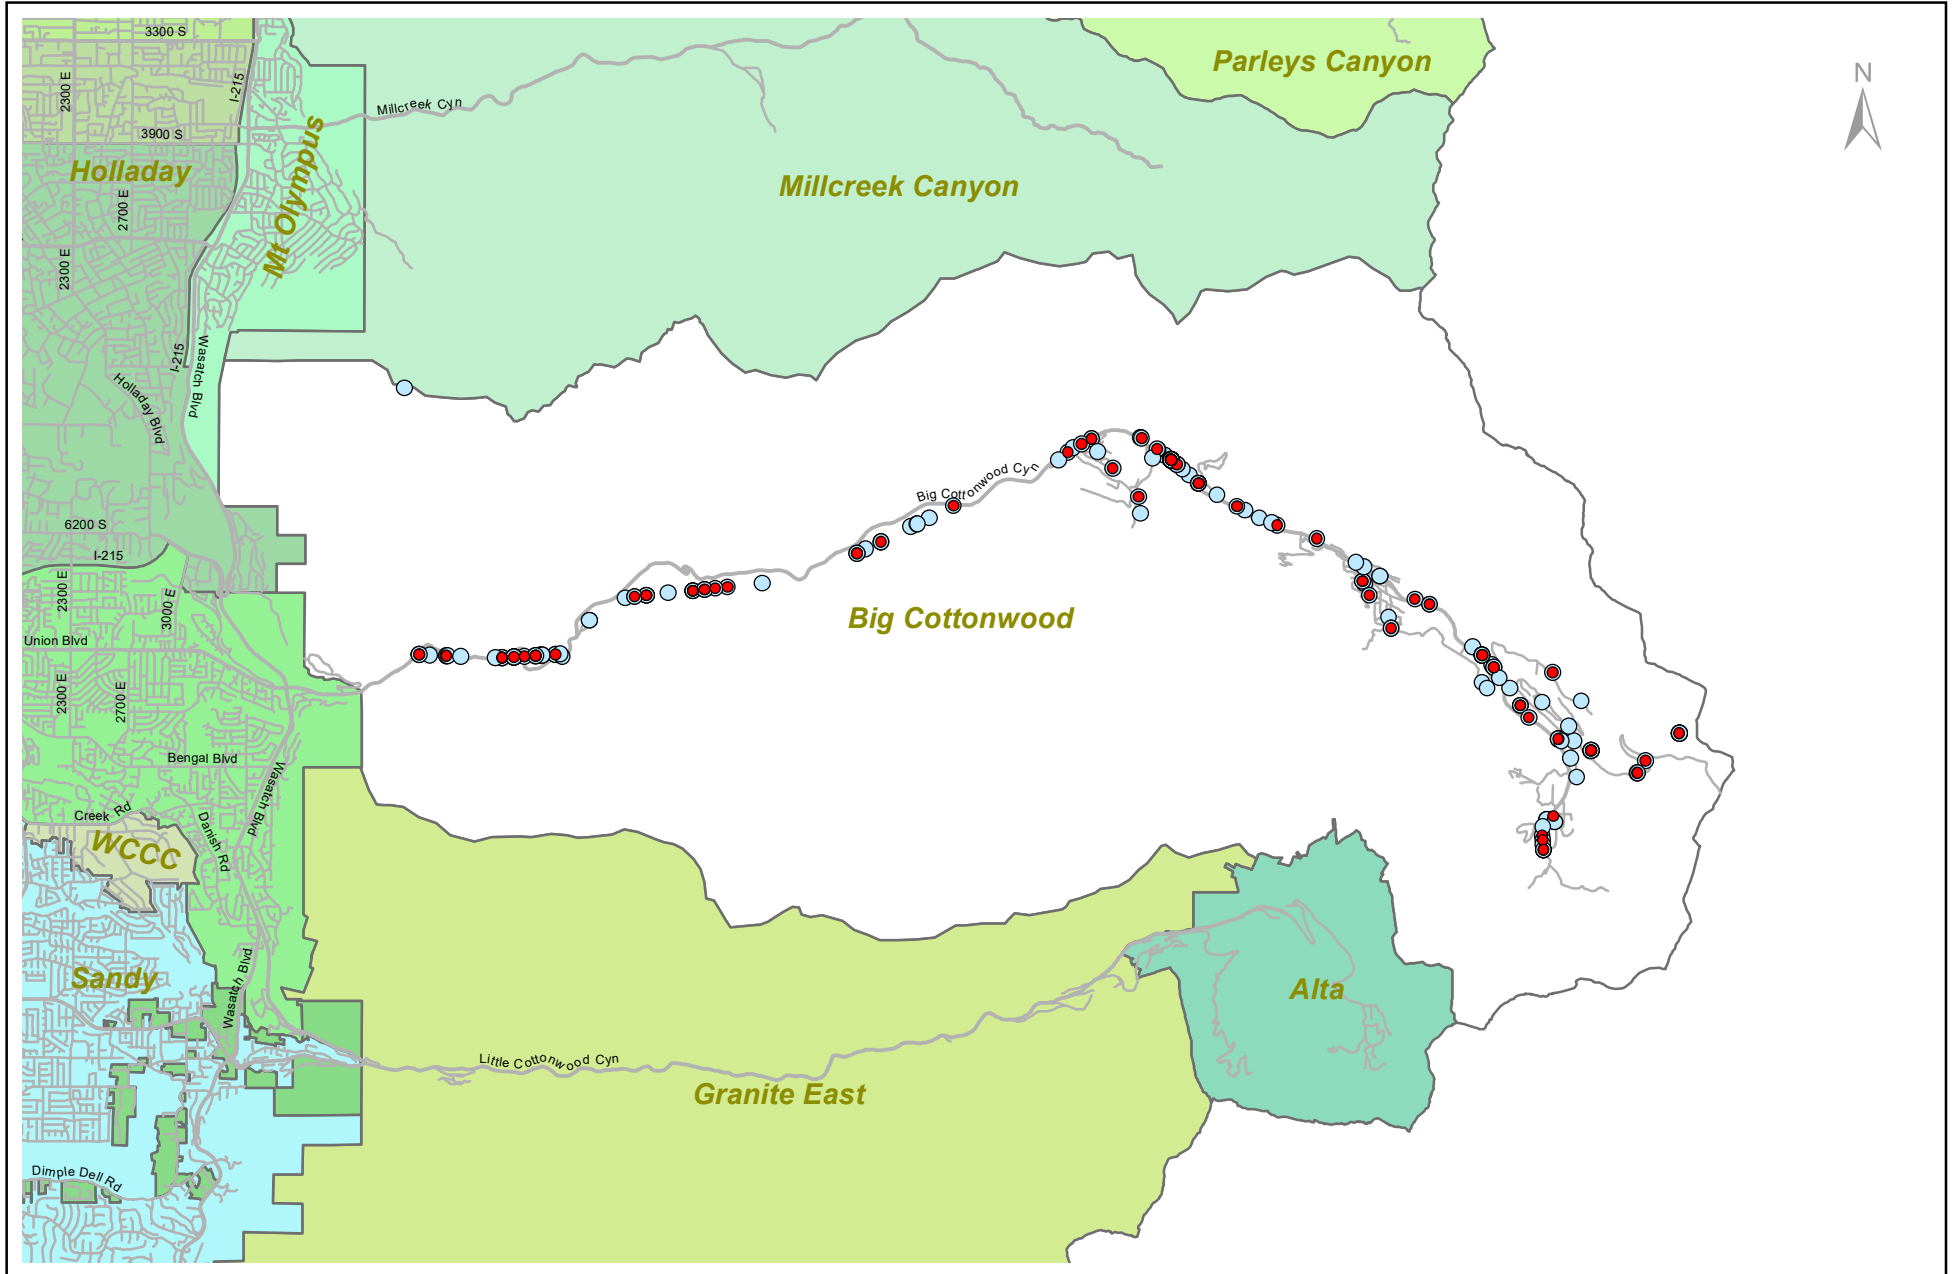 3300 S
Parleys Canyon
N
2300 E
I-215
Millcreek Cyn
3900 S
Mt Olympus
Holladay
Millcreek Canyon
2700 E
2300 E
I-215
Wasatch Blvd
Holladay Blvd
Big Cottonwood Cyn
6200 S
I-215
2300 E
3000 E
Big Cottonwood
Union Blvd
2300 E
2700 E
Bengal Blvd
Wasatch Blvd
Creek Rd
Danish Rd
WCCC
Sandy
Wasatch Blvd
Alta
Little Cottonwood Cyn
Granite East
Dimple Dell Rd